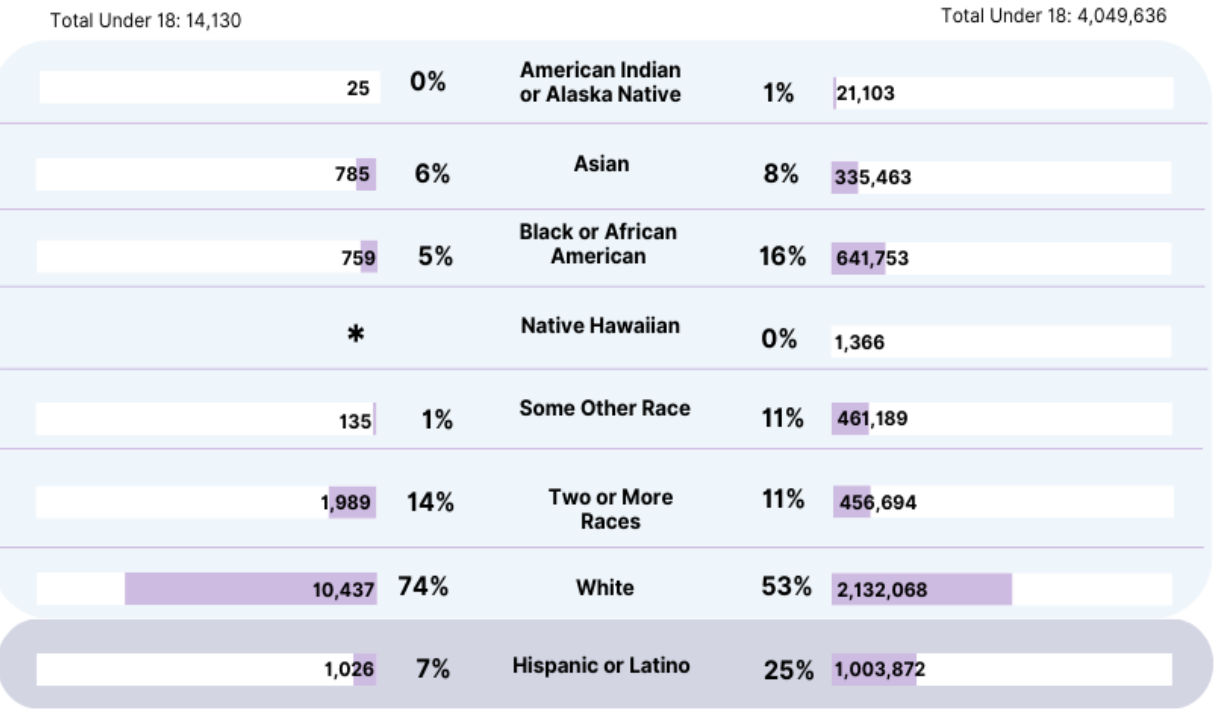 Total Under 18: 14,130
Total Under 18: 4,049,636
25
0%
American Indian
or Alaska Native
1%
21,103
785
6%
Asian
8%
335,463
759
5%
Black or African
American
16%
641,753
*
Native Hawaiian
0%
1,366
135
1%
Some Other Race
11%
461,189
1,989
14%
Two or More
Races
11%
456,694
10,437
74%
White
53%
2,132,068
1,026
7%
Hispanic or Latino
25%
1,003,872